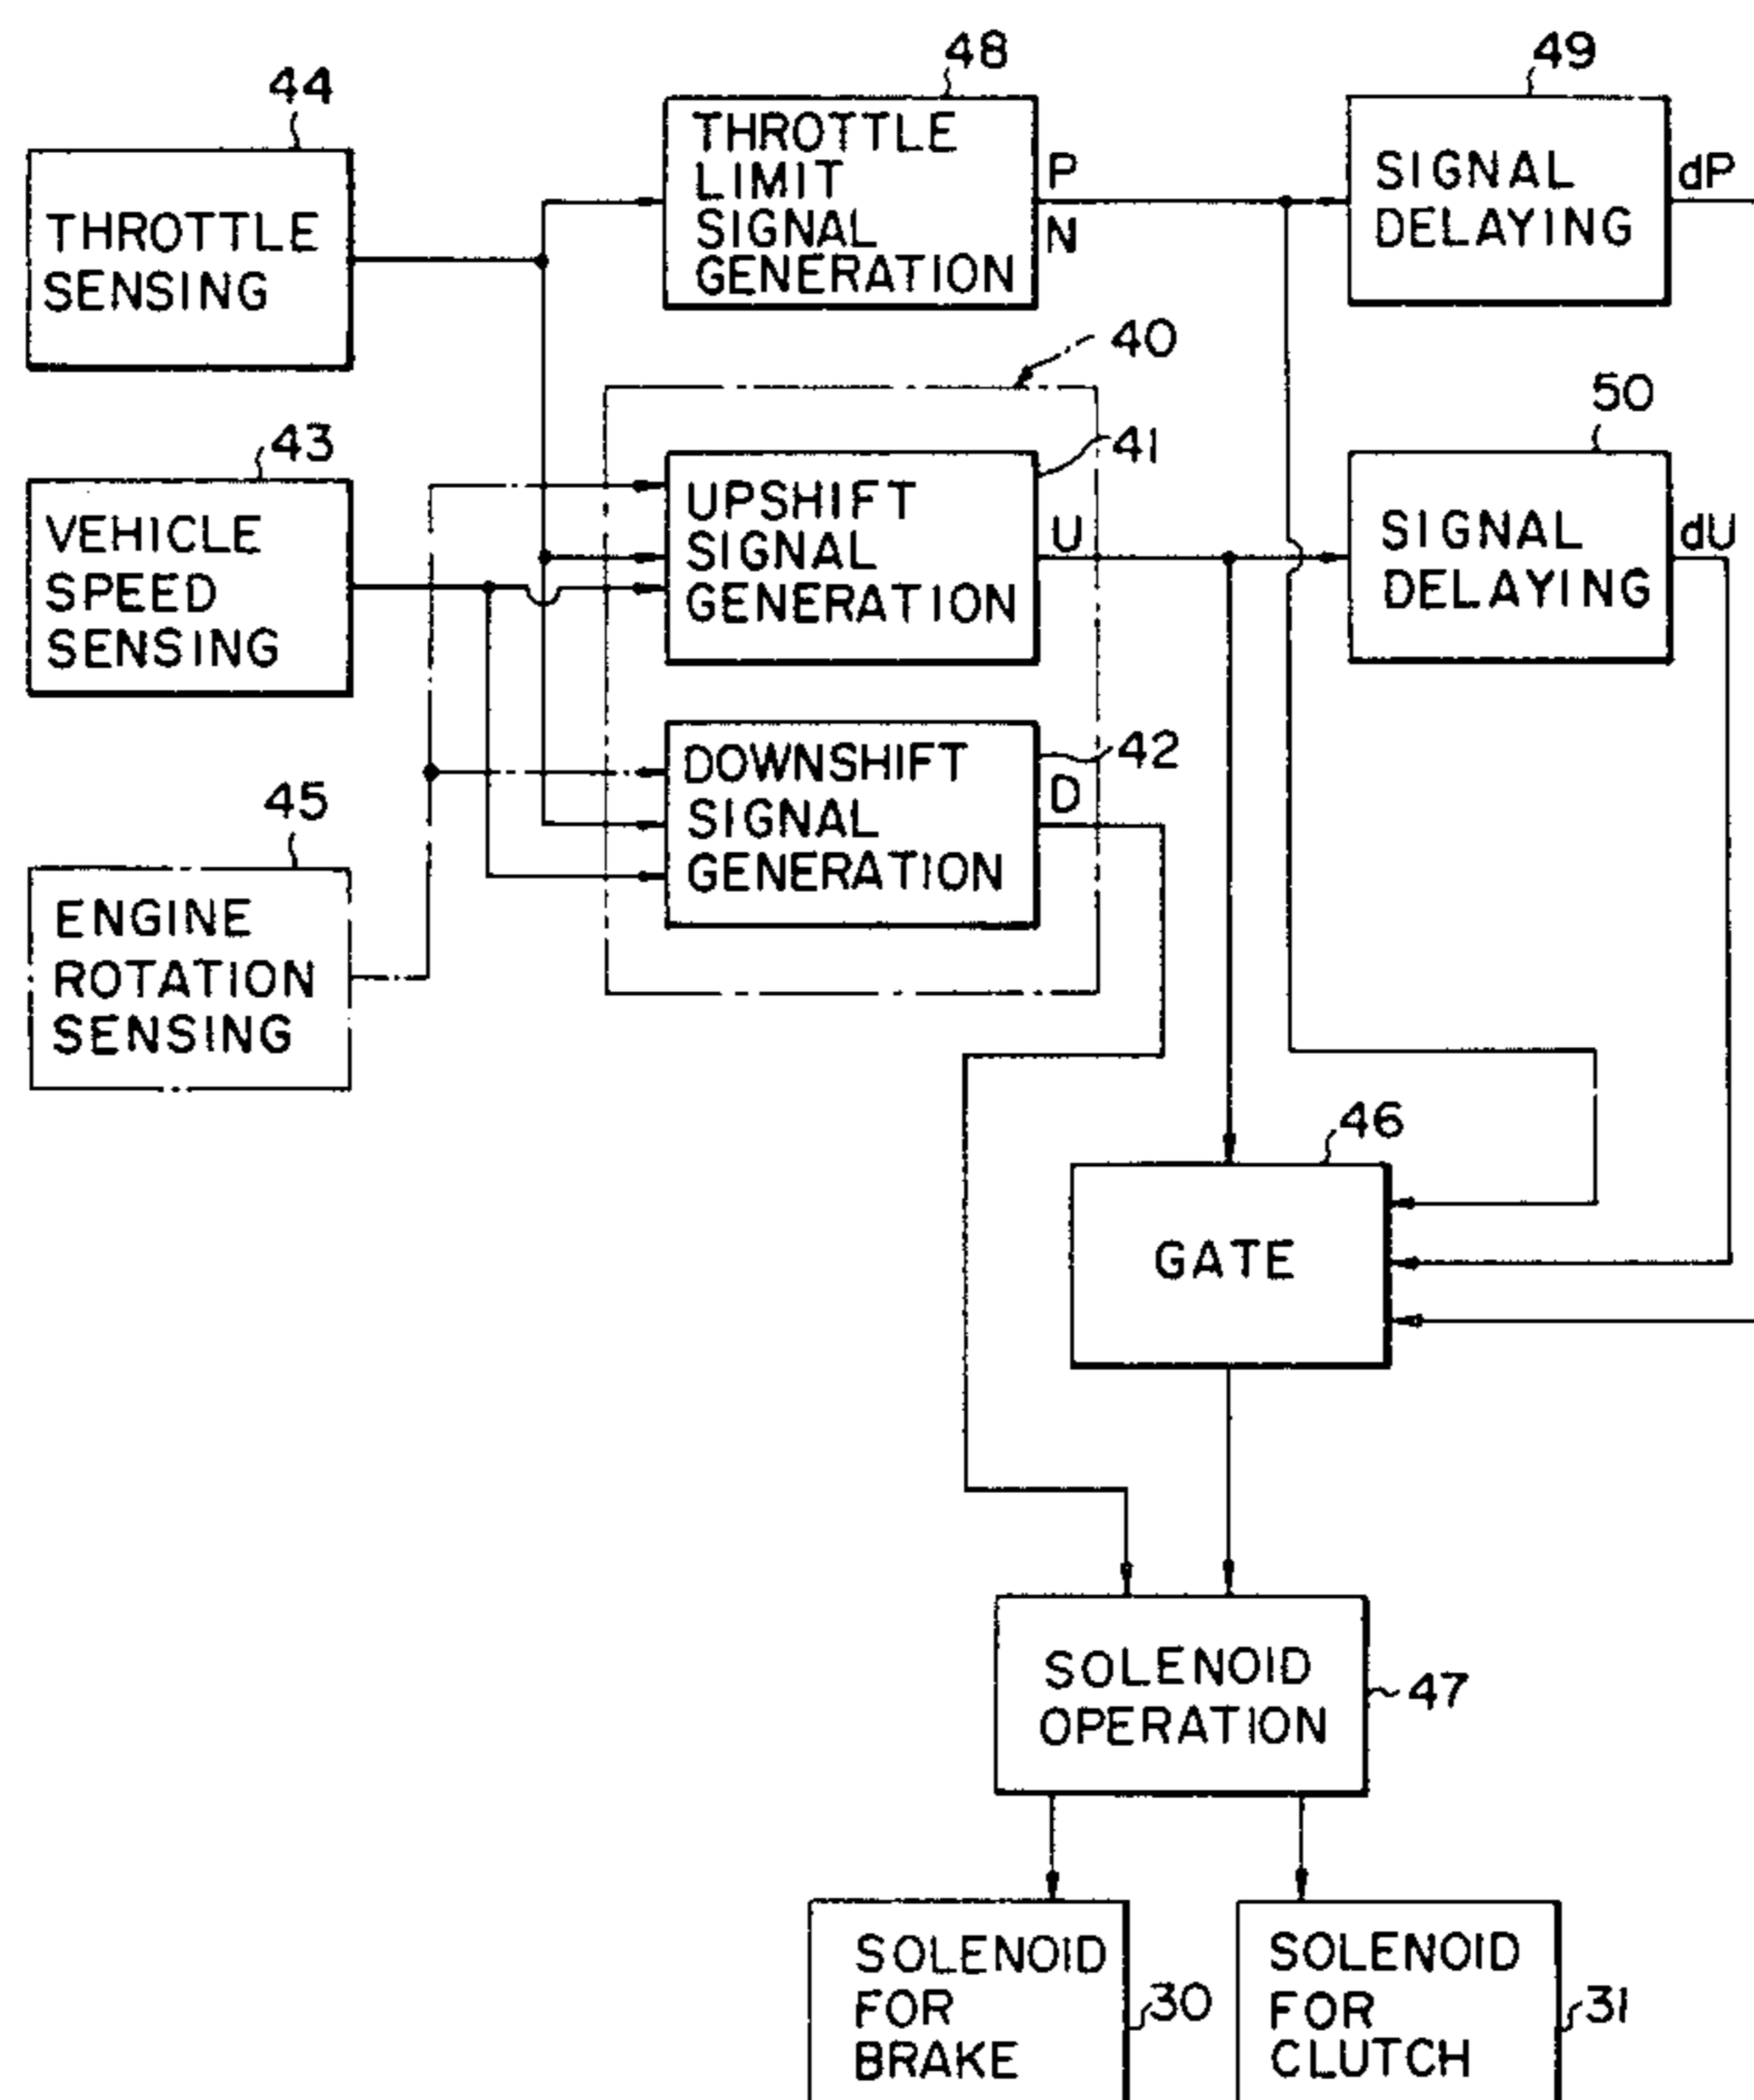 48
49
44
THROTTLE
LIMIT
SIGNAL
GENERATION
P
N
SIGNAL
DELAYING
dP
THROTTLE
SENSING
40
50
43
41
VEHICLE
SPEED
SENSING
UPSHIFT
SIGNAL
GENERATION
U
SIGNAL
DELAYING
dU
42
DOWNSHIFT
SIGNAL
GENERATION
D
45
ENGINE
ROTATION
SENSING
46
GATE
SOLENOID
OPERATION
47
SOLENOID
FOR
BRAKE
30
SOLENOID
FOR
CLUTCH
31